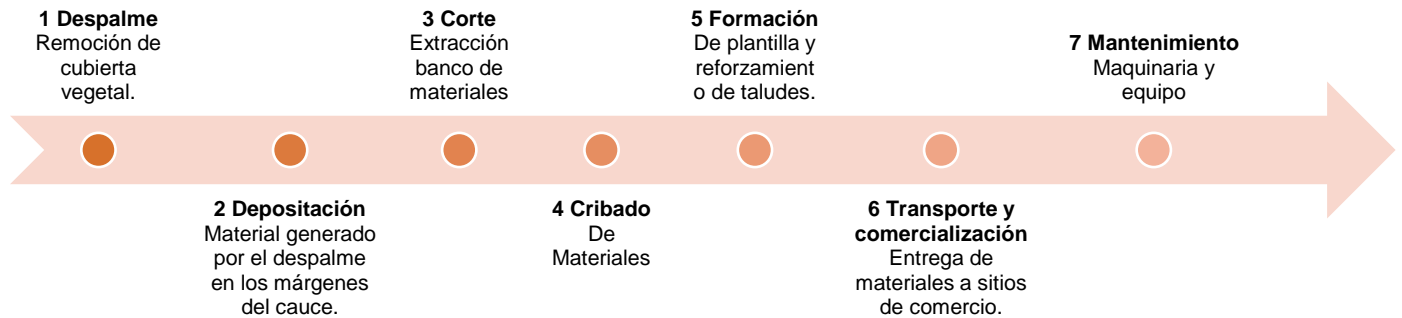 1 Despalme
Remoción de
cubierta
vegetal.
2 Depositación
Material generado
por el despalme
en los márgenes
del cauce.
3 Corte
Extracción
banco de
materiales
4 Cribado
De
Materiales
5 Formación
De plantilla y
reforzamient
o de taludes.
6 Transporte y
comercialización
Entrega de
materiales a sitios
de comercio.
7 Mantenimiento
Maquinaria y
equipo